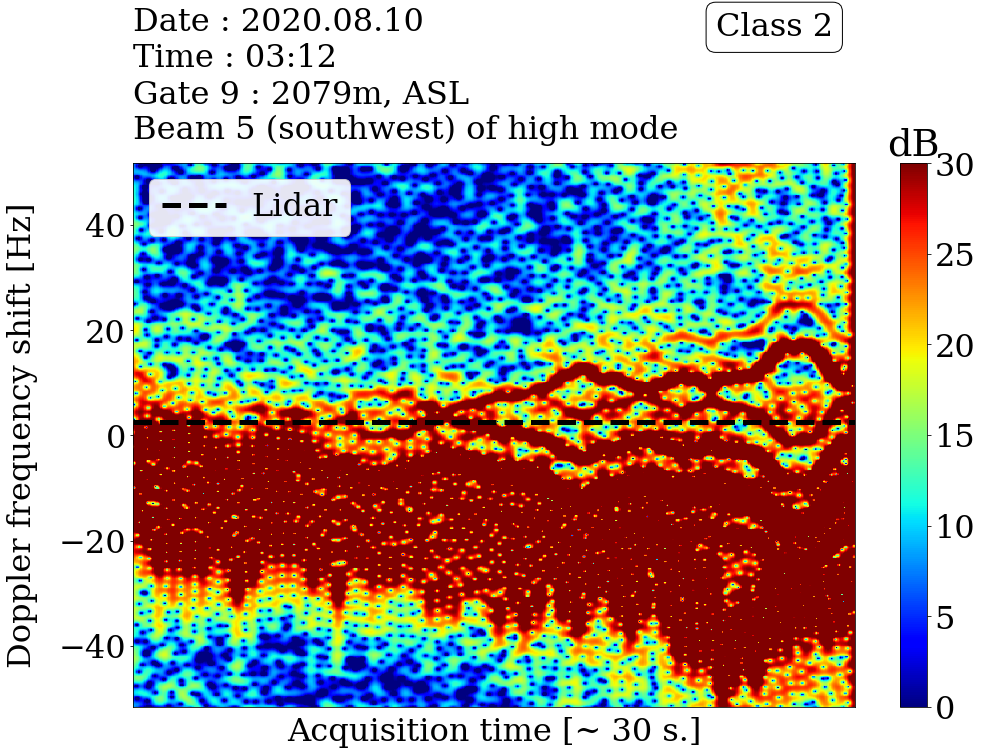 Date : 2020.08.10
Time : 03:12
Gate 9 : 2079m, ASL
Beam 5 (southwest) of high mode
Class 2
dB
Lidar
Doppler frequency shift [Hz]
40
20
0
−20
−40
Acquisition time [~ 30 s.]
30
25
20
15
10
5
0